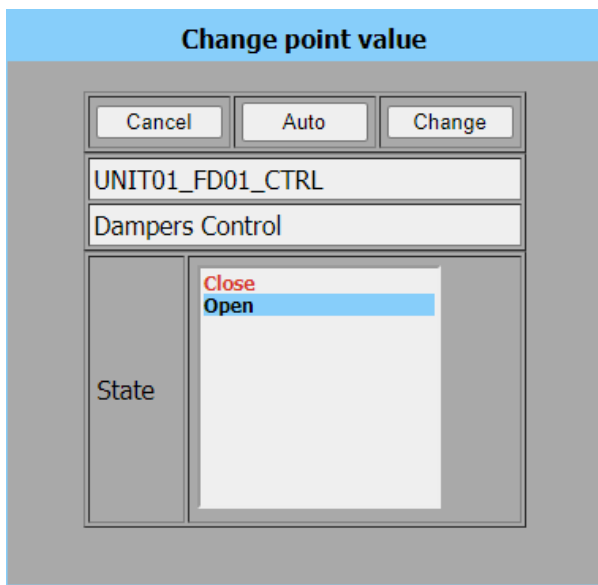 Change point value
Cancel Auto Change
UNIT01_FD01_CTRL
Dampers Control
Close
Open
State